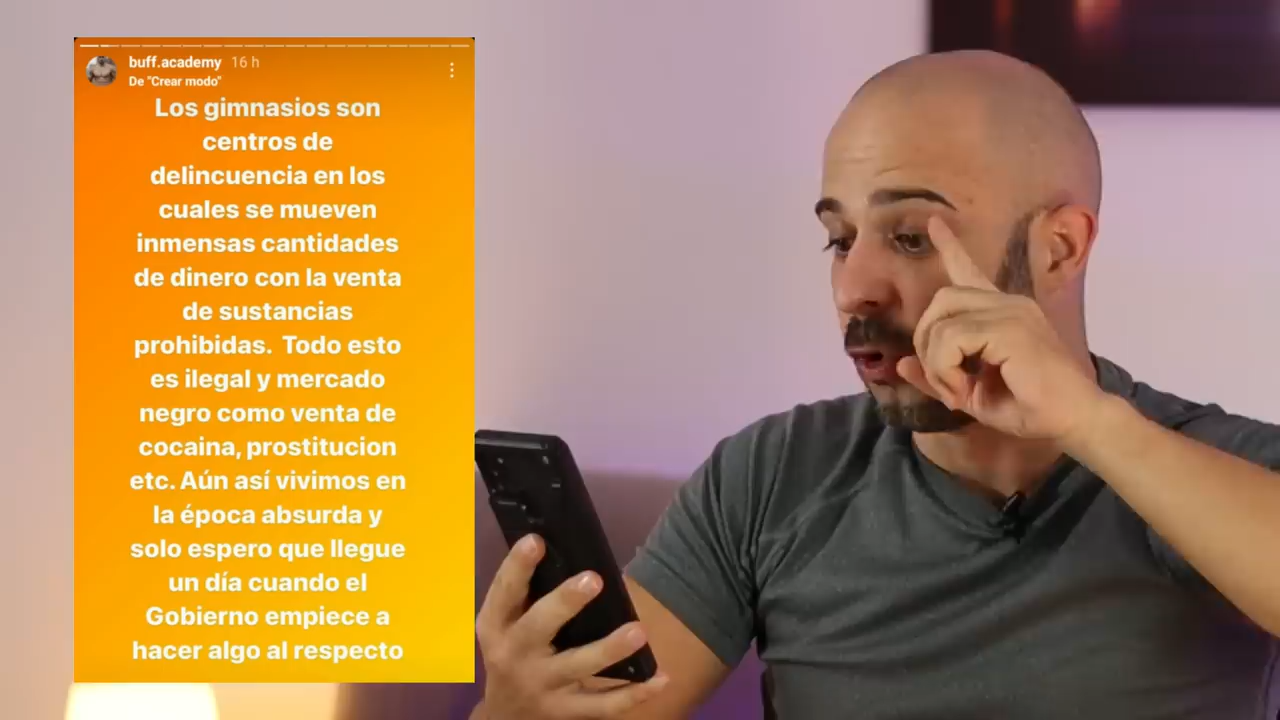 buff.academy 16 h
De "Crear modo"
Los gimnasios son
centros de
delincuencia en los
cuales se mueven
inmensas cantidades
de dinero con la venta
de sustancias
prohibidas. Todo esto
es ilegal y mercado
negro como venta de
cocaina, prostitucion
etc. Aún así vivimos en
la época absurda y
solo espero que llegue
un día cuando el
Gobierno empiece a
hacer algo al respecto